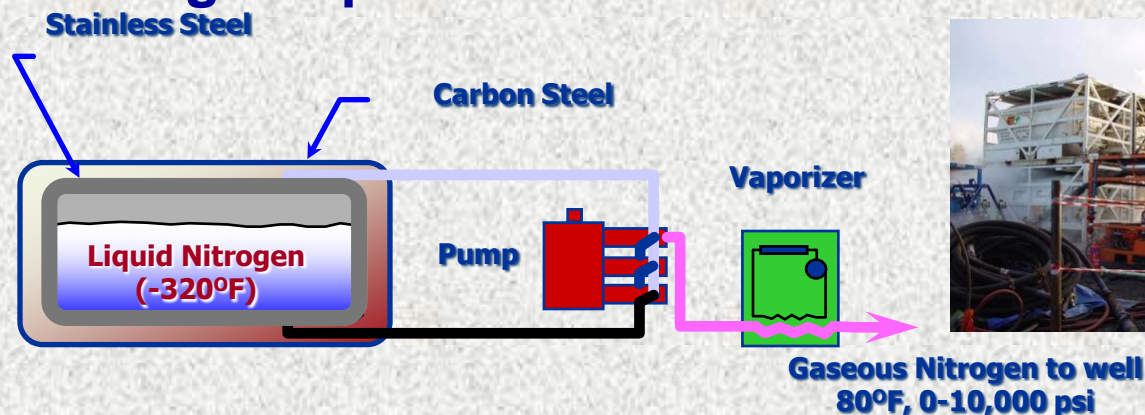 Stainless Steel
Carbon Steel
Vaporizer
Pump
Liquid Nitrogen
(-320ºF)
Gaseous Nitrogen to well
80ºF, 0-10,000 psi